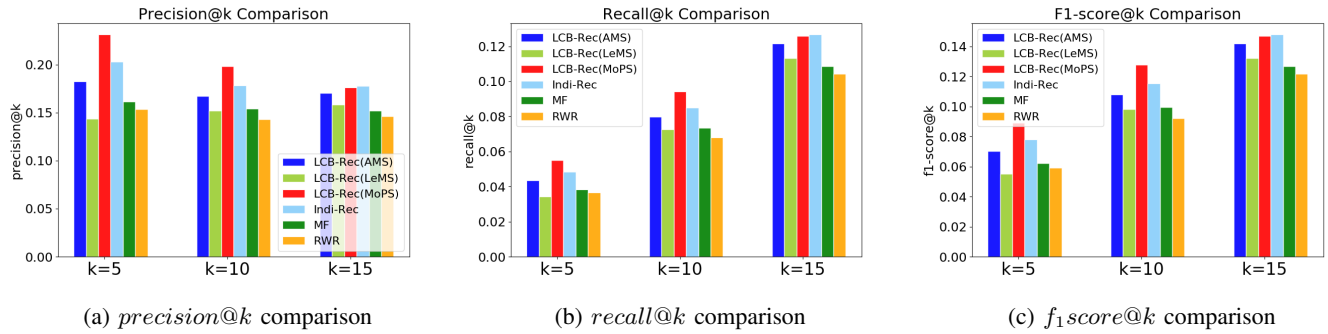 Precision@k Comparison
precision@k
0.20
0.15
0.10
0.05
0.00
LCB-Rec(AMS)
LCB-Rec(LeMS)
LCB-Rec(MoPS)
Indi-Rec
MF
RWR
k=5 k=10 k=15
(a) precision@k comparison
Recall@k Comparison
recall@k
0.12
0.10
0.08
0.06
0.04
0.02
0.00
LCB-Rec(AMS)
LCB-Rec(LeMS)
LCB-Rec(MoPS)
Indi-Rec
MF
RWR
k=5 k=10 k=15
(b) recall@k comparison
F1-score@k Comparison
f1-score@k
0.14
0.12
0.10
0.08
0.06
0.04
0.02
0.00
LCB-Rec(AMS)
LCB-Rec(LeMS)
LCB-Rec(MoPS)
Indi-Rec
MF
RWR
k=5 k=10 k=15
(c) f₁score@k comparison